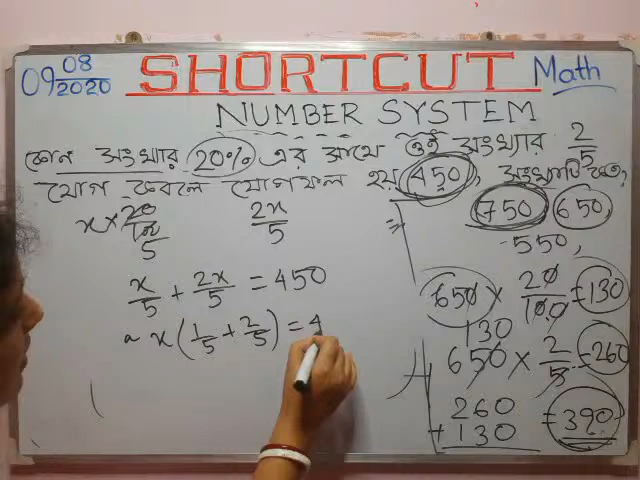 09 08/2020 SHORTCUT Math
NUMBER SYSTEM
কোন সংখ্যার 20% এর সাথে ঐ সংখ্যার 2/5
যোগ করলে যোগফল হয় 450, সংখ্যাটি কত,
x × 20/100 5
2x/5
x/5 + 2x/5 = 450
x (1/5 + 2/5) = 4
750 650
550,
650 × 20/100 = 130
130
650 × 2/5 = 260
260
+130 = 390